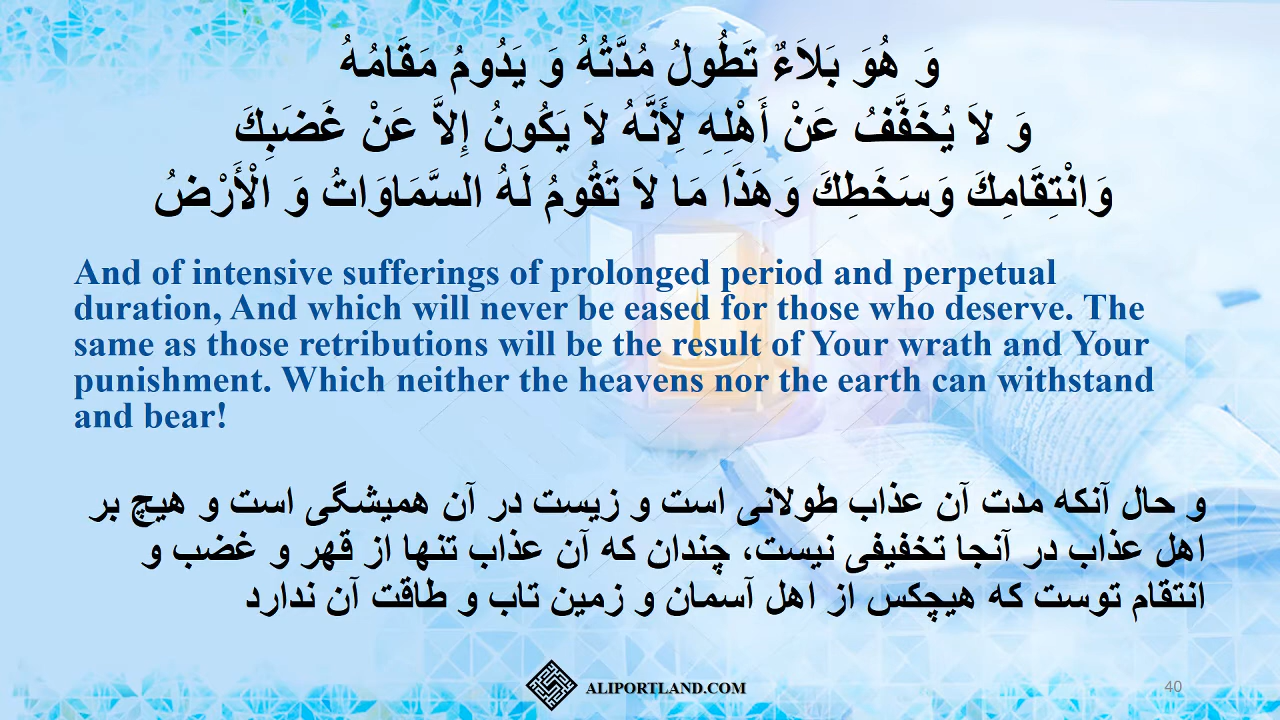 وَ هُوَ بَلاَءٌ تَطُولُ مُدَّتُهُ وَ يَدُومُ مَقَامُهُ
وَ لاَ يُخَفَّفُ عَنْ أَهْلِهِ لِأَنَّهُ لاَ يَكُونُ إِلاَّ عَنْ غَضَبِكَ
وَانْتِقَامِكَ وَسَخَطِكَ وَهَذَا مَا لاَ تَقُومُ لَهُ السَّمَاوَاتُ وَ الْأَرْضُ
And of intensive sufferings of prolonged period and perpetual
duration, And which will never be eased for those who deserve. The
same as those retributions will be the result of Your wrath and Your
punishment. Which neither the heavens nor the earth can withstand
and bear!
و حال آنکه مدت آن عذاب طولانی است و زیست در آن همیشگی است و هیچ بر
اهل عذاب در آنجا تخفیفی نیست، چندان که آن عذاب تنها از قهر و غضب و
انتقام توست که هیچکس از اهل آسمان و زمین تاب و طاقت آن ندارد
ALIPORTLAND.COM
40